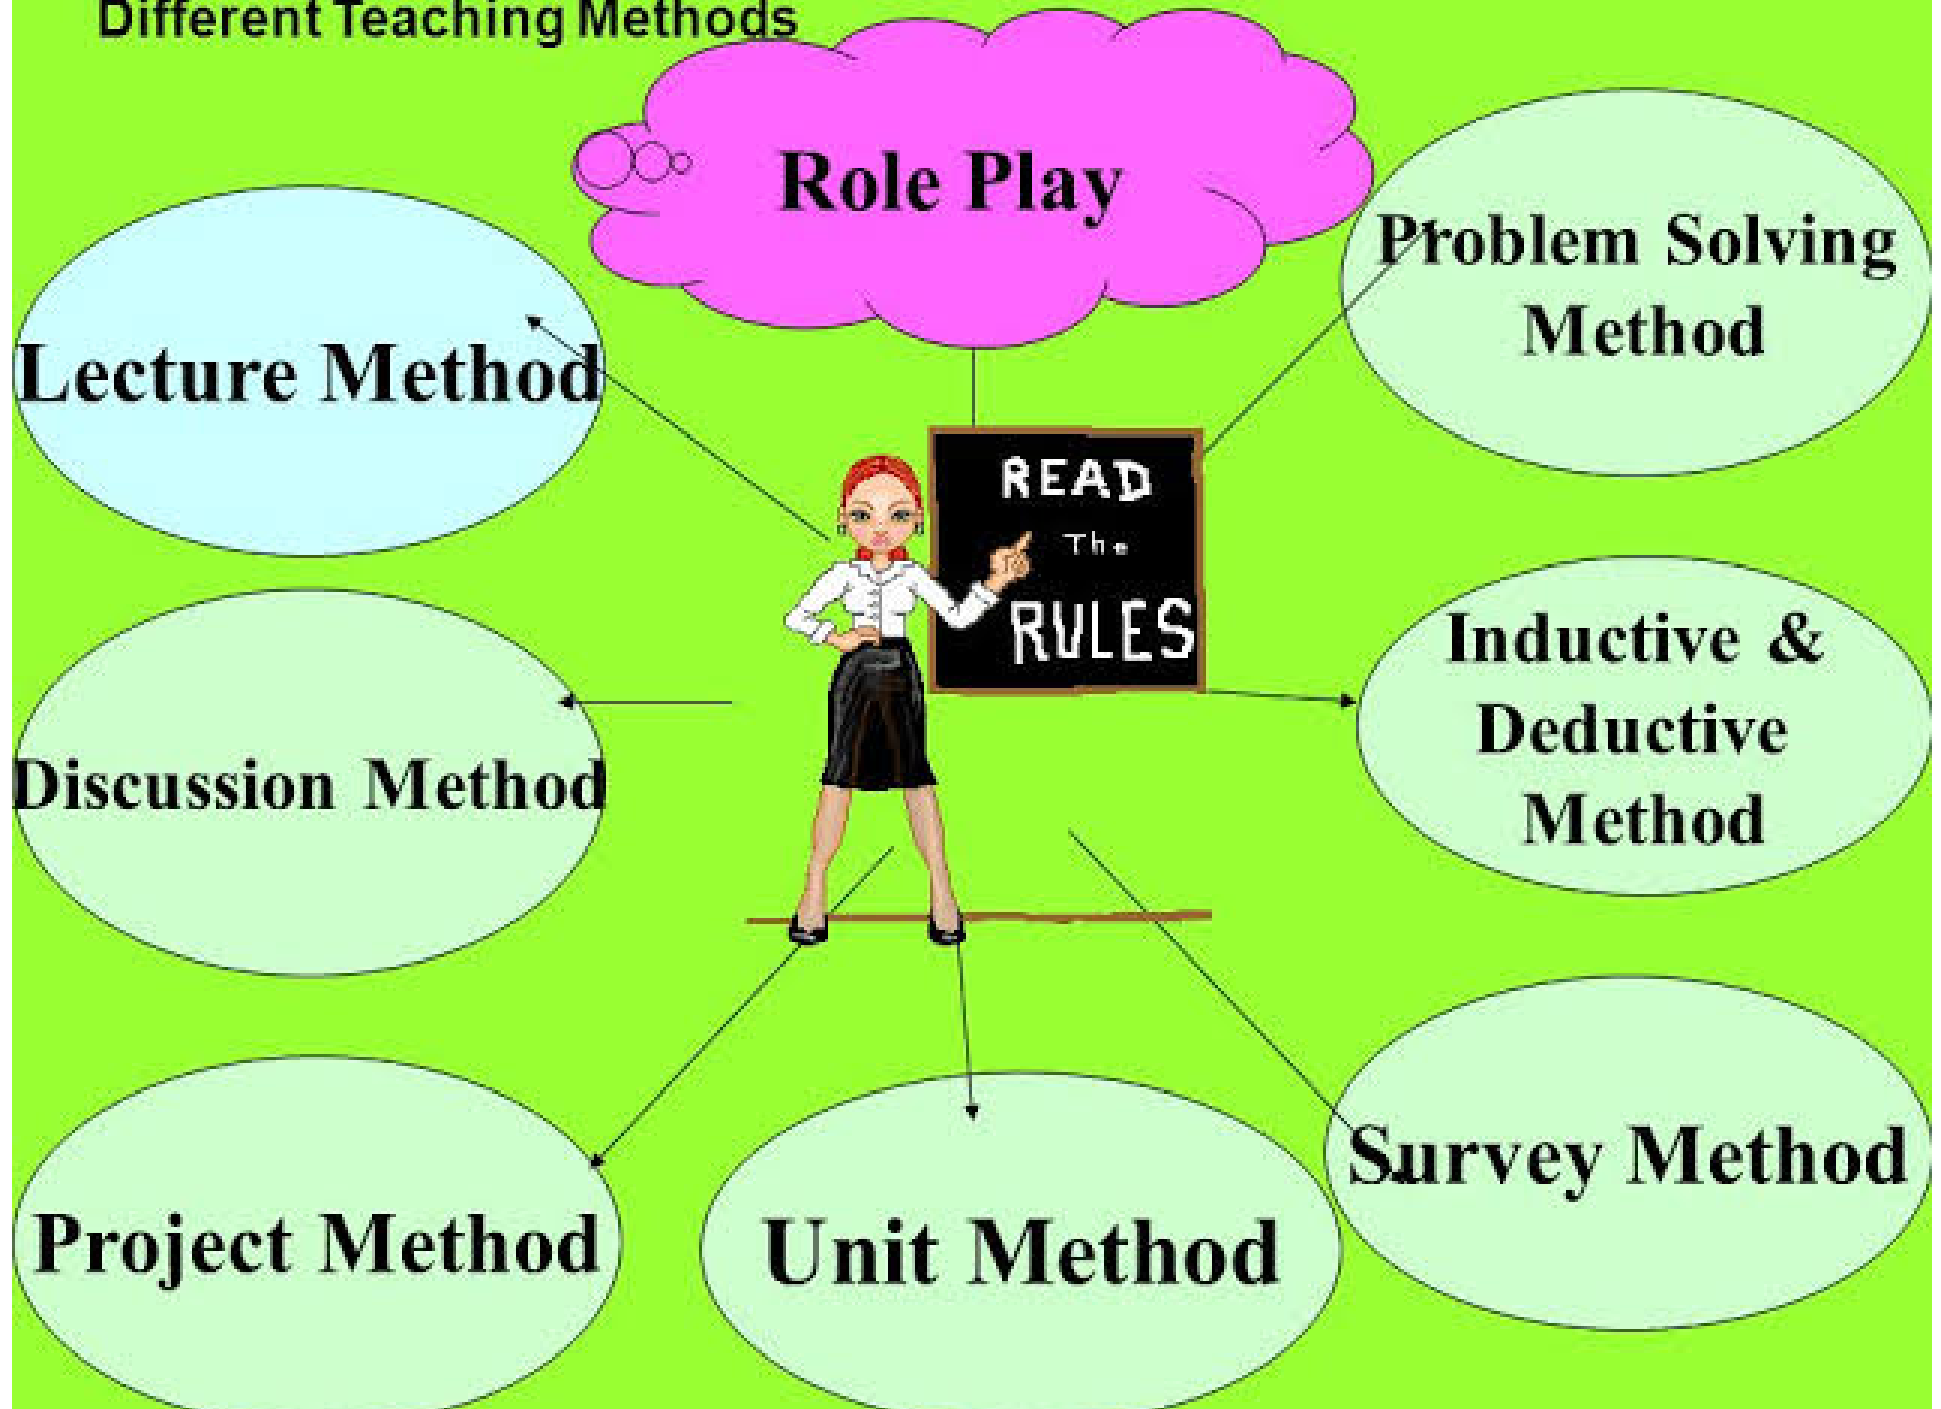 Different Teaching Methods
Role Play
Problem Solving
Method
Lecture Method
READ
The
RULES
Inductive &
Deductive
Method
Discussion Method
Survey Method
Project Method
Unit Method